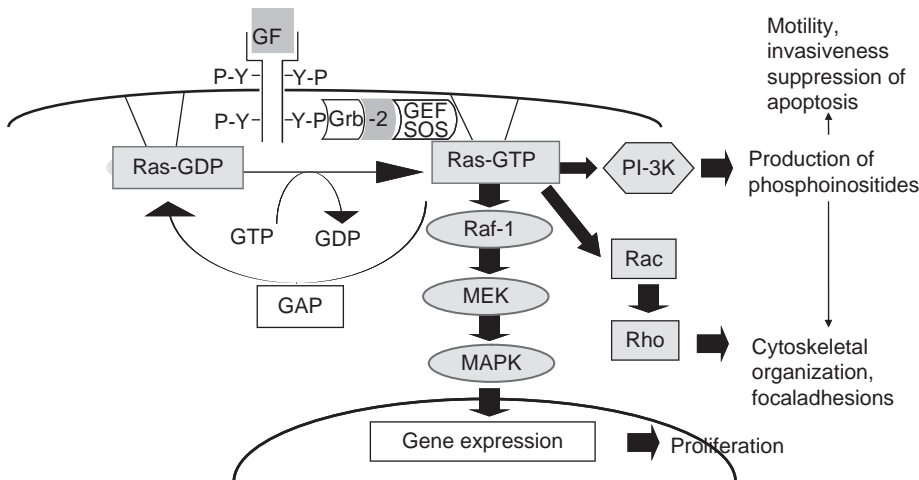 GF
Motility,
invasiveness
suppression of
apoptosis
P-Y
Y-P
P-Y
Y-P
Grb
-2
GEF
SOS
Ras-GDP
Ras-GTP
PI-3K
Production of
phosphoinositides
GTP
GDP
Raf-1
Rac
GAP
MEK
Rho
MAPK
Cytoskeletal
organization,
focaladhesions
Gene expression
Proliferation